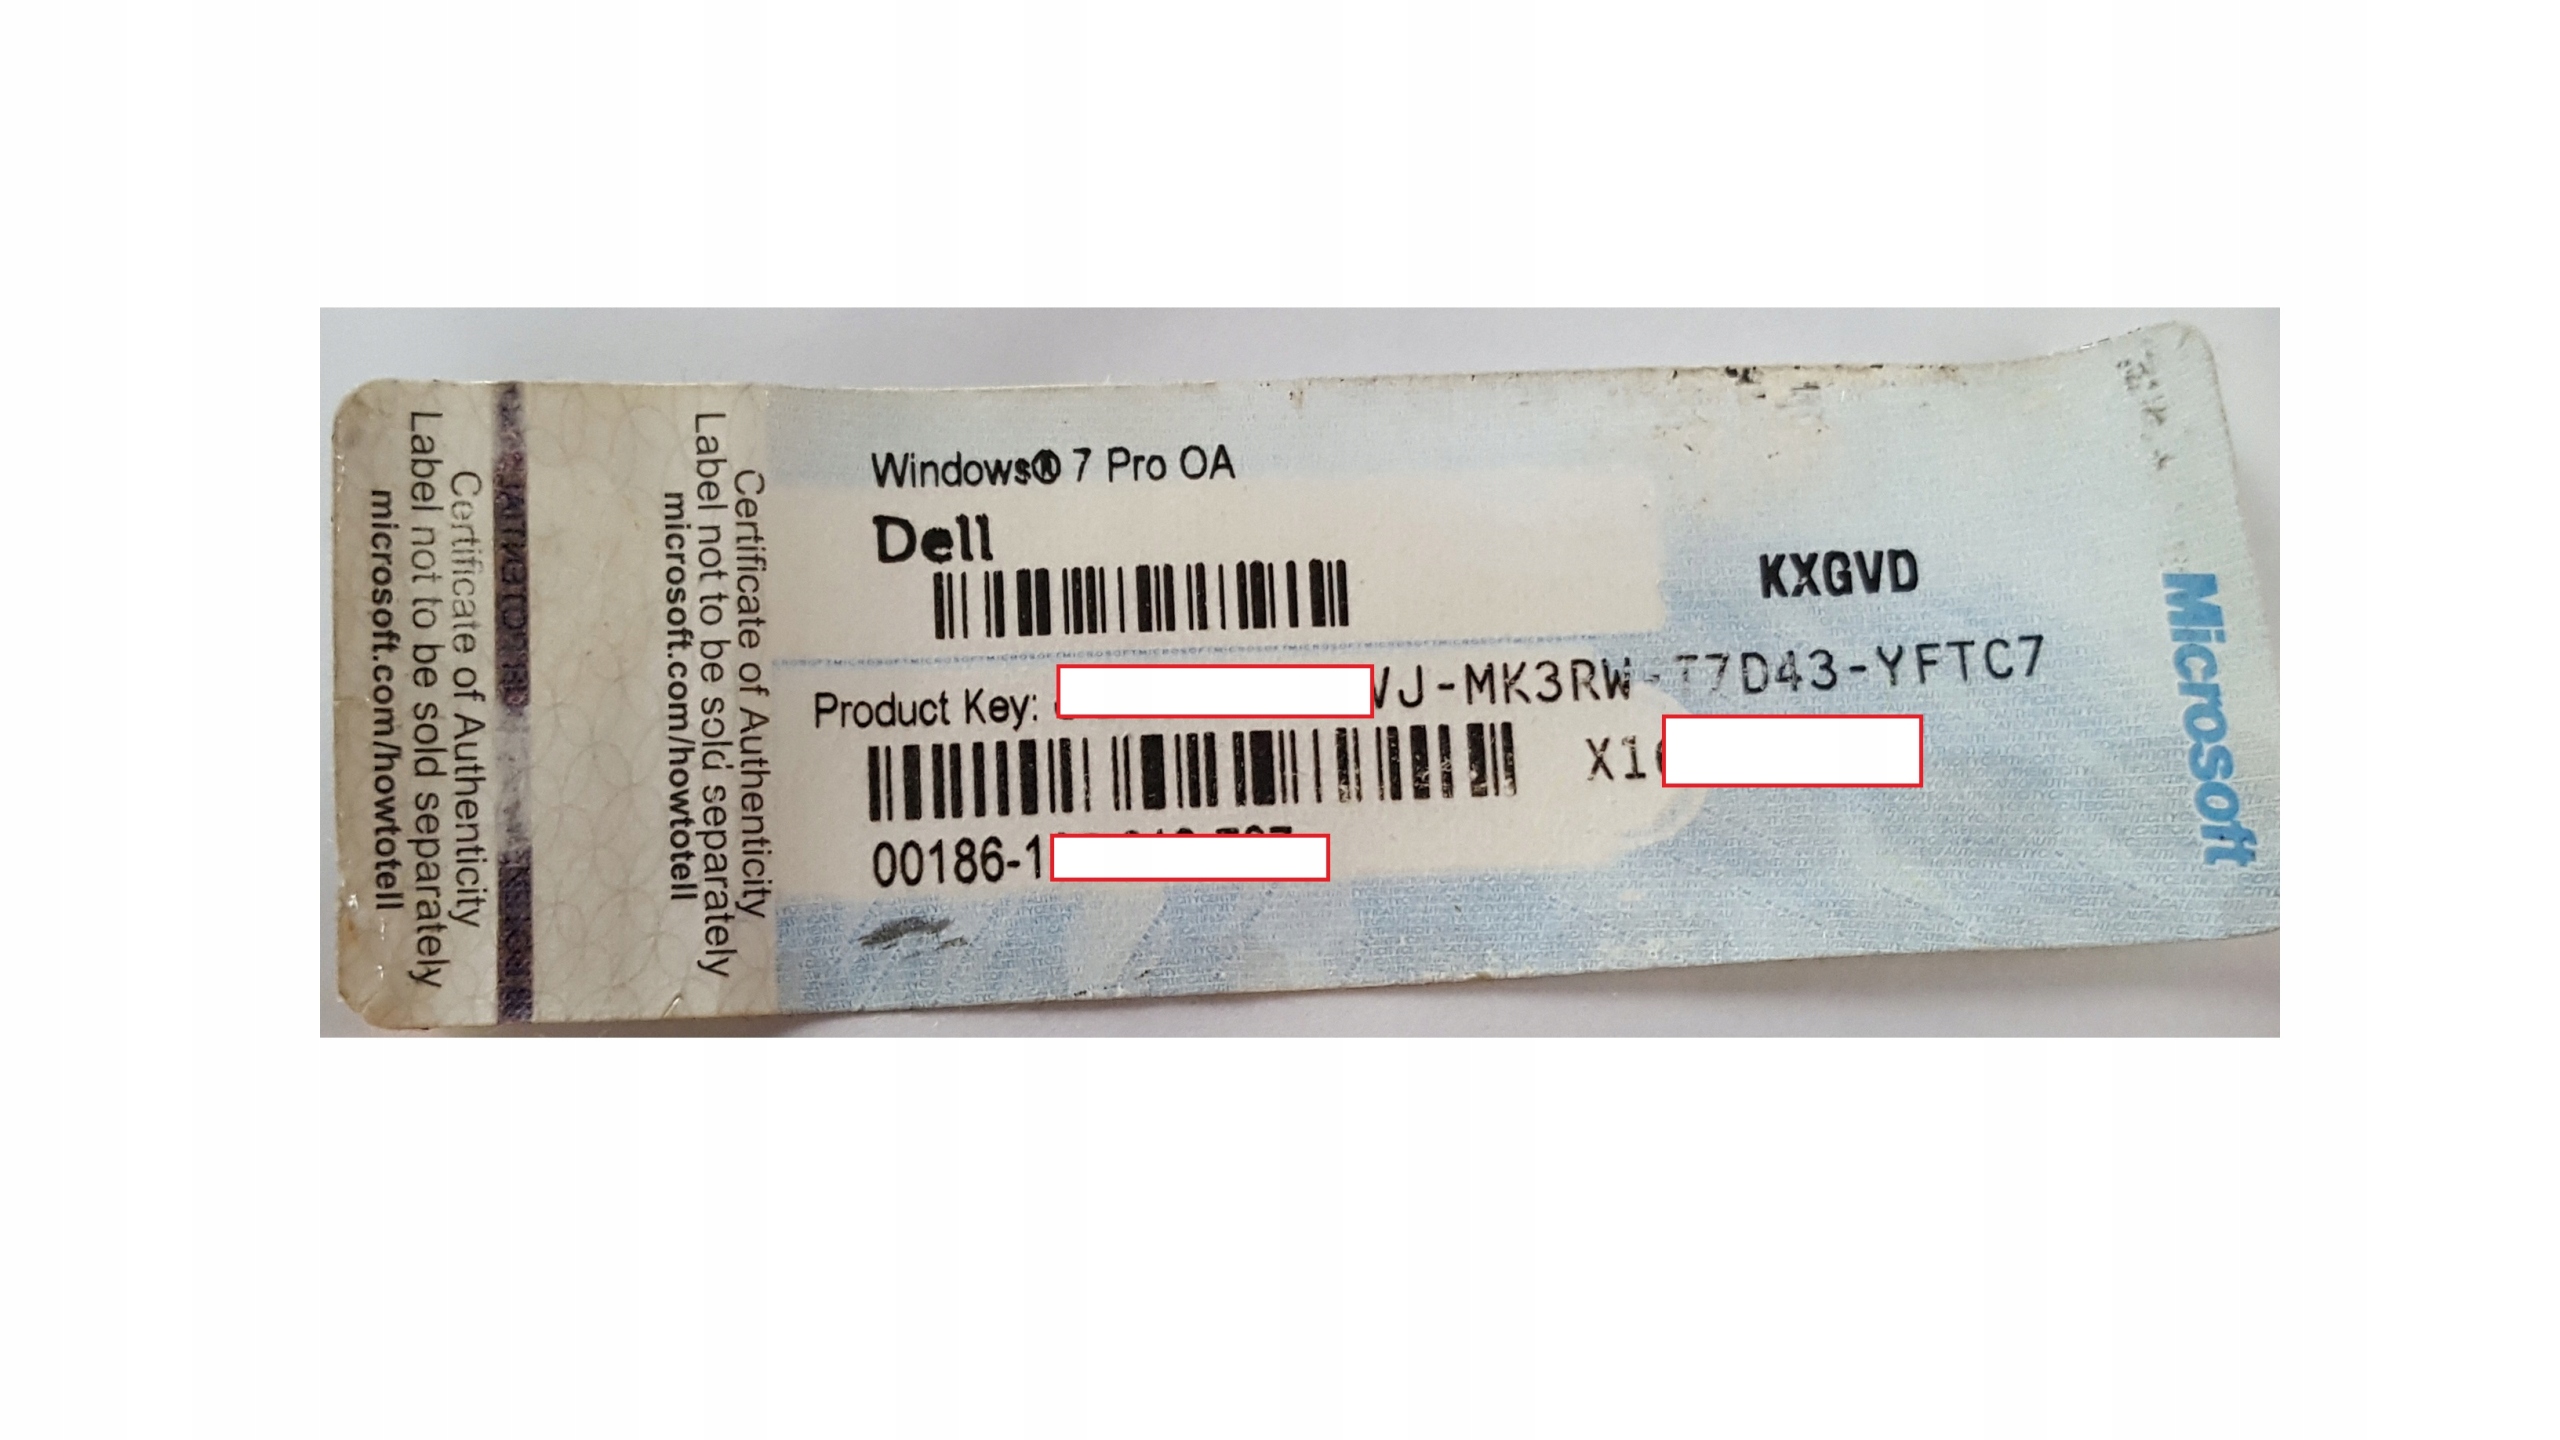 Certificate of Authenticity
Label not to be sold separately
microsoft.com/howtotell
Certificate of Authenticity
Label not to be sold separately
microsoft.com/howtotell
Windows® 7 Pro OA
Dell
KXGVD
Product Key: VJ-MK3RW-T7D43-YFTC7
X1
00186-1
Microsoft